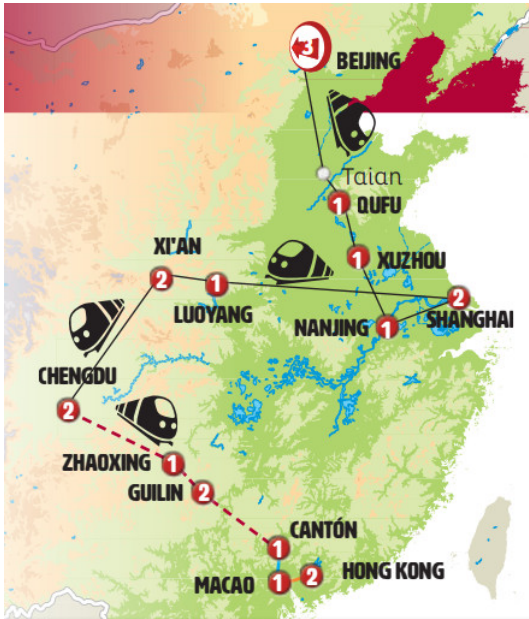 3
BEIJING
Taian
1 QUFU
1 XUZHOU
XI'AN
2
1
LUOYANG
2
SHANGHAI
NANJING 1
CHENGDU
2
ZHAOXING 1
GUILIN 2
CANTÓN
1
MACAO 1
2 HONG KONG